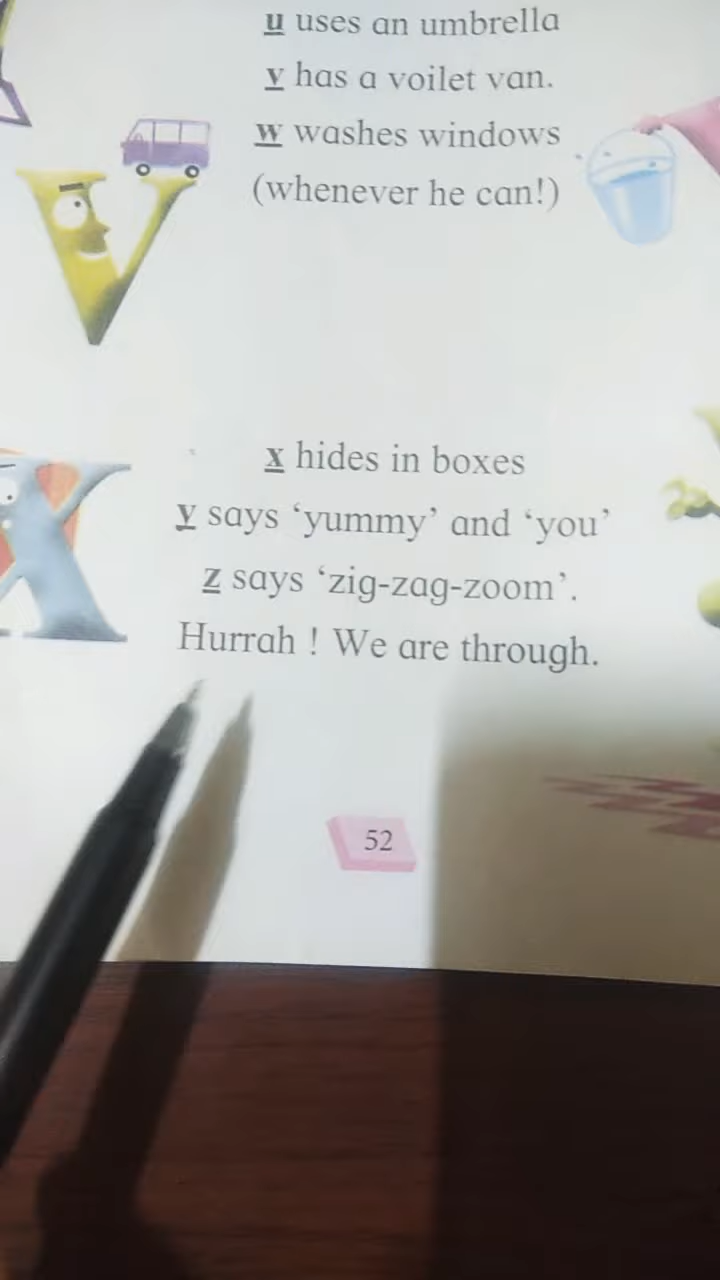 u uses an umbrella
v has a voilet van.
w washes windows
(whenever he can!)
x hides in boxes
y says ‘yummy’ and ‘you’
z says ‘zig-zag-zoom’.
Hurrah ! We are through.
52